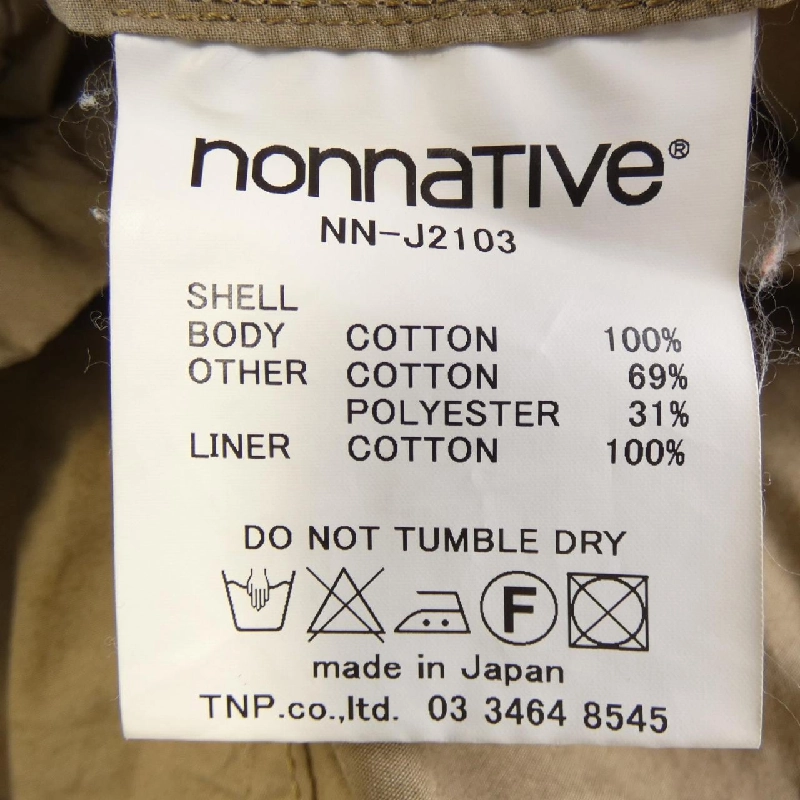 nonnaTIVe®
NN-J2103
SHELL
BODY COTTON 100%
OTHER COTTON 69%
POLYESTER 31%
LINER COTTON 100%
DO NOT TUMBLE DRY
F
made in Japan
TNP.co.,ltd. 03 3464 8545